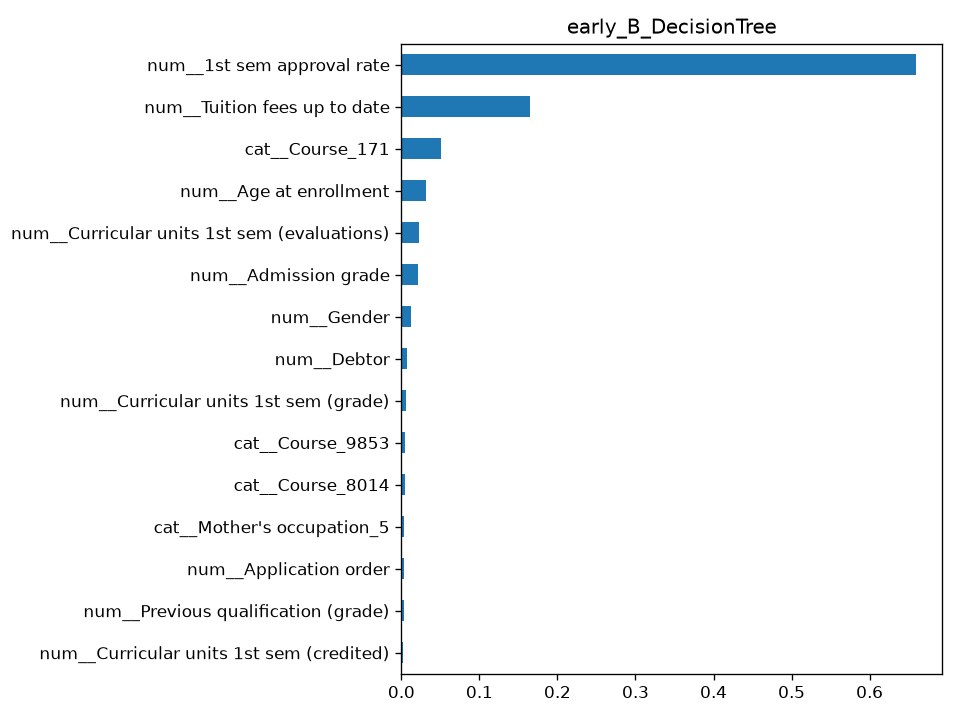 early_B_DecisionTree
num__1st sem approval rate
num__Tuition fees up to date
cat__Course_171
num__Age at enrollment
num__Curricular units 1st sem (evaluations)
num__Admission grade
num__Gender
num__Debtor
num__Curricular units 1st sem (grade)
cat__Course_9853
cat__Course_8014
cat__Mother's occupation_5
num__Application order
num__Previous qualification (grade)
num__Curricular units 1st sem (credited)
0.0 0.1 0.2 0.3 0.4 0.5 0.6